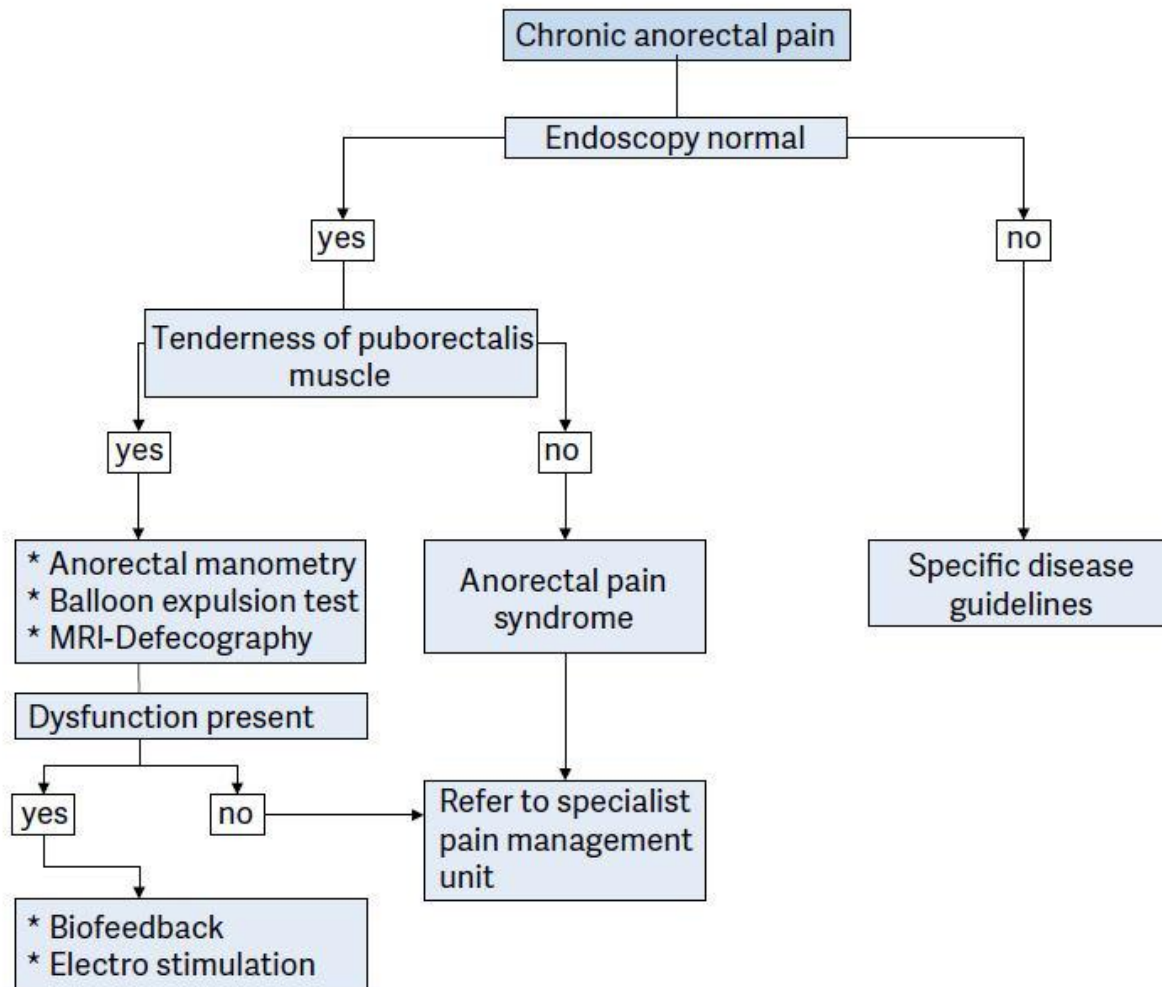 Chronic anorectal pain
Endoscopy normal
yes
no
Tenderness of puborectalis
muscle
yes
no
* Anorectal manometry
* Balloon expulsion test
* MRI-Defecography
Anorectal pain
syndrome
Specific disease
guidelines
Dysfunction present
yes
no
Refer to specialist
pain management
unit
* Biofeedback
* Electro stimulation